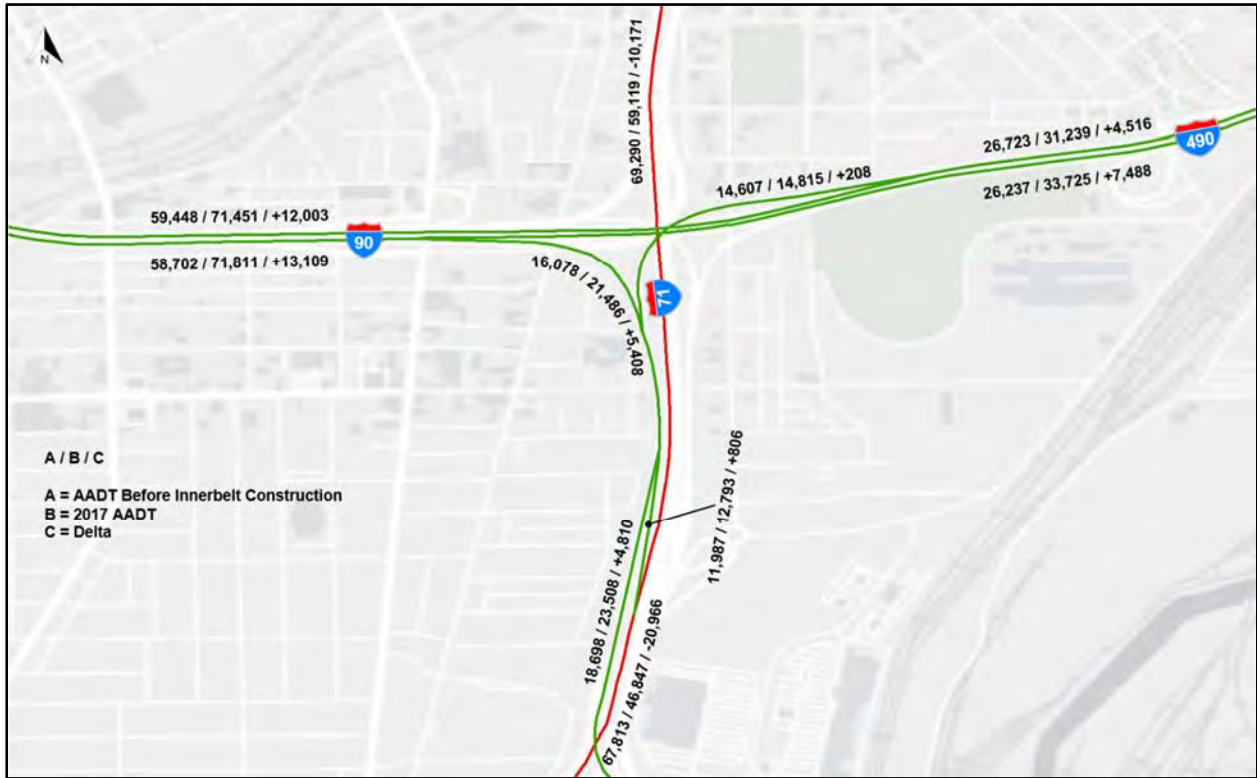 N
69,290 / 59,119 / -10,171
26,723 / 31,239 / +4,516
490
14,607 / 14,815 / +208
26,237 / 33,725 / +7,488
59,448 / 71,451 / +12,003
90
58,702 / 71,811 / +13,109
16,078 / 21,486 / +5,408
71
A / B / C
A = AADT Before Innerbelt Construction
B = 2017 AADT
C = Delta
11,987 / 12,793 / +806
18,698 / 23,508 / +4,810
67,813 / 46,847 / -20,966